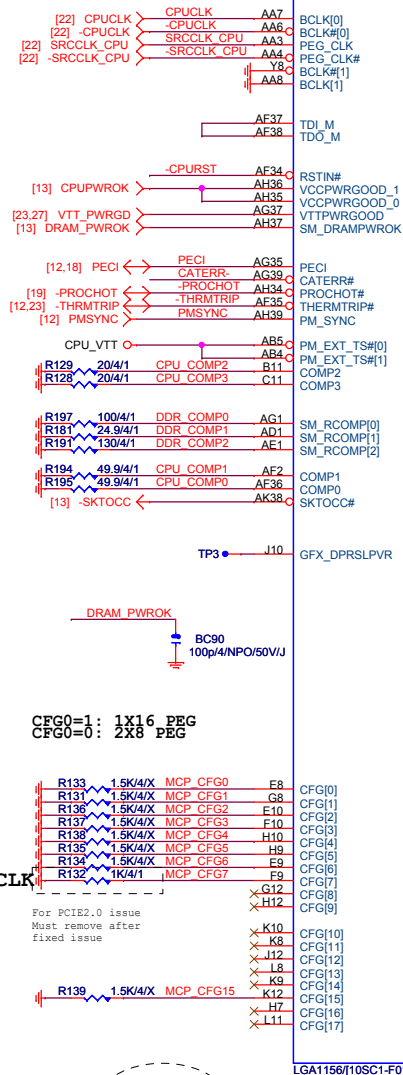 [22] CPUCLK CPUCLK AA7 BCLK[0]
[22] -CPUCLK -CPUCLK AA6 BCLK#[0]
[22] SRCCLK_CPU SRCCLK_CPU AA3 PEG_CLK
[22] -SRCCLK_CPU -SRCCLK_CPU AA4 PEG_CLK#
Y8 BCLK#[1]
AA8 BCLK[1]
AF37 TDI_M
AF38 TDO_M
-CPURST AF34 RSTIN#
[13] CPUPWROK AH36 VCCPWRGOOD_1
AH35 VCCPWRGOOD_0
[23,27] VTT_PWRGD AG37 VTTPWRGOOD
[13] DRAM_PWROK AH37 SM_DRAMPWROK
[12,18] PECI PECI AG35 PECI
CATERR- AG39 CATERR#
[19] -PROCHOT -PROCHOT AH34 PROCHOT#
[12,23] -THRMTRIP -THRMTRIP AF35 THERMTRIP#
[12] PMSYNC PMSYNC AH39 PM_SYNC
CPU_VTT AB5 PM_EXT_TS#[0]
AB4 PM_EXT_TS#[1]
R129 20/4/1 CPU_COMP2 B11 COMP2
R128 20/4/1 CPU_COMP3 C11 COMP3
R197 100/4/1 DDR_COMP0 AG1 SM_RCOMP[0]
R181 24.9/4/1 DDR_COMP1 AD1 SM_RCOMP[1]
R191 130/4/1 DDR_COMP2 AE1 SM_RCOMP[2]
R194 49.9/4/1 CPU_COMP1 AF2 COMP1
R195 49.9/4/1 CPU_COMP0 AF36 COMP0
[13] -SKTOCC AK38 SKTOCC#
TP3 J10 GFX_DPRSLPVR
DRAM_PWROK
BC90
100p/4/NPO/50V/J
CFG0=1: 1X16 PEG
CFG0=0: 2X8 PEG
R133 1.5K/4/X MCP_CFG0 E8 CFG[0]
R131 1.5K/4/X MCP_CFG1 G8 CFG[1]
R136 1.5K/4/X MCP_CFG2 E10 CFG[2]
R137 1.5K/4/X MCP_CFG3 F10 CFG[3]
R138 1.5K/4/X MCP_CFG4 H10 CFG[4]
R135 1.5K/4/X MCP_CFG5 H9 CFG[5]
R134 1.5K/4/X MCP_CFG6 E9 CFG[6]
CLK R132 1K/4/1 MCP_CFG7 F9 CFG[7]
G12 CFG[8]
H12 CFG[9]
For PCIE2.0 issue
Must remove after
fixed issue
K10 CFG[10]
K8 CFG[11]
J12 CFG[12]
L8 CFG[13]
K9 CFG[14]
R139 1.5K/4/X MCP_CFG15 K12 CFG[15]
H7 CFG[16]
L11 CFG[17]
LGA1156/[10SC1-F0